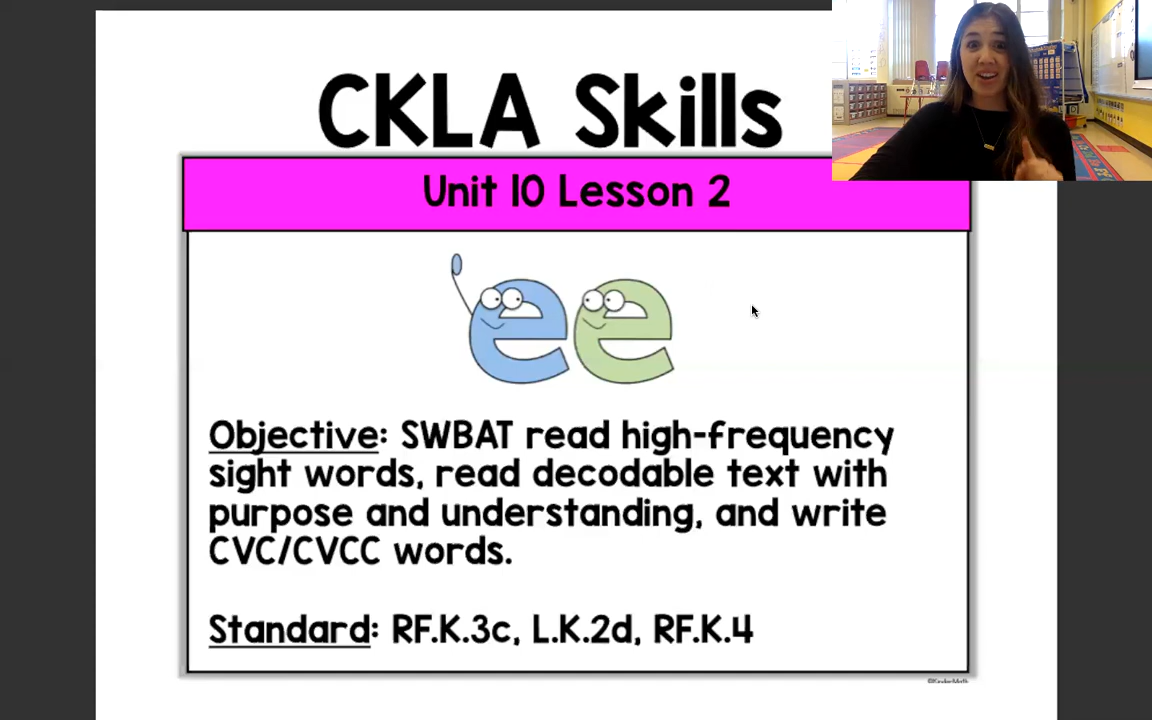 CKLA Skills
Unit 10 Lesson 2
ee
Objective: SWBAT read high-frequency
sight words, read decodable text with
purpose and understanding, and write
CVC/CVCC words.
Standard: RF.K.3c, L.K.2d, RF.K.4
©KinderMath